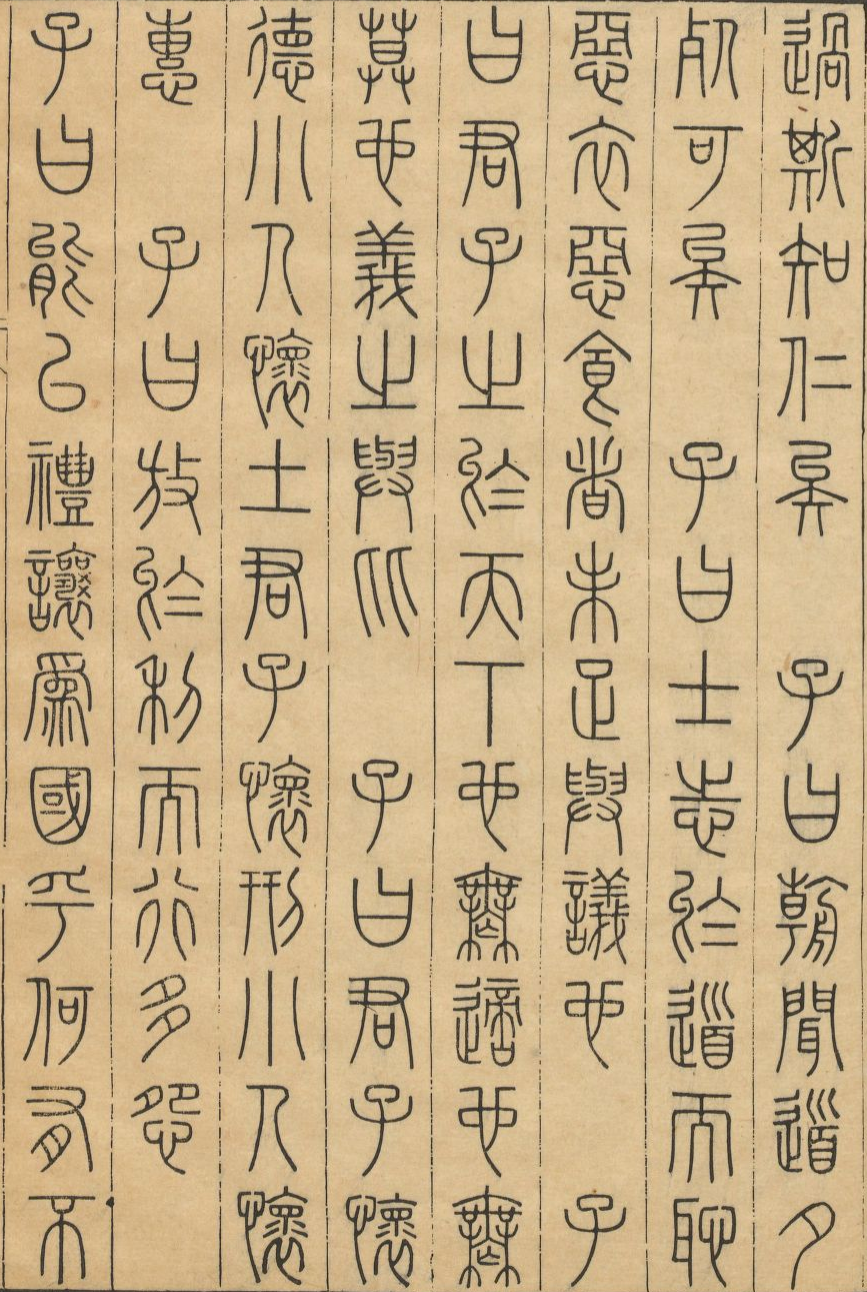 過斯知仁矣　子曰朝聞道夕
死可矣　子曰士志於道而恥
惡衣惡食者未足與議也　子
曰君子之於天下也無適也無
莫也義之與比　子曰君子懷
德小人懷土君子懷刑小人懷
惠　子曰放於利而行多怨
子曰能以禮讓爲國乎何有不